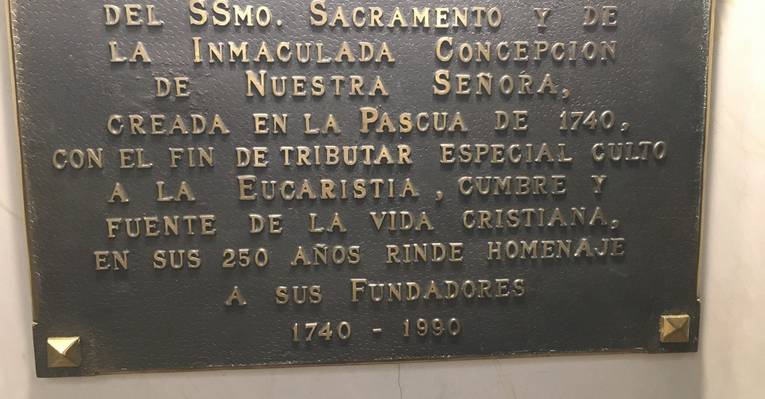 DEL SSMO. SACRAMENTO Y DE
LA INMACULADA CONCEPCION
DE NUESTRA SEÑORA,
CREADA EN LA PASCUA DE 1740,
CON EL FIN DE TRIBUTAR ESPECIAL CULTO
A LA EUCARISTIA, CUMBRE Y
FUENTE DE LA VIDA CRISTIANA,
EN SUS 250 AÑOS RINDE HOMENAJE
A SUS FUNDADORES
1740 - 1990